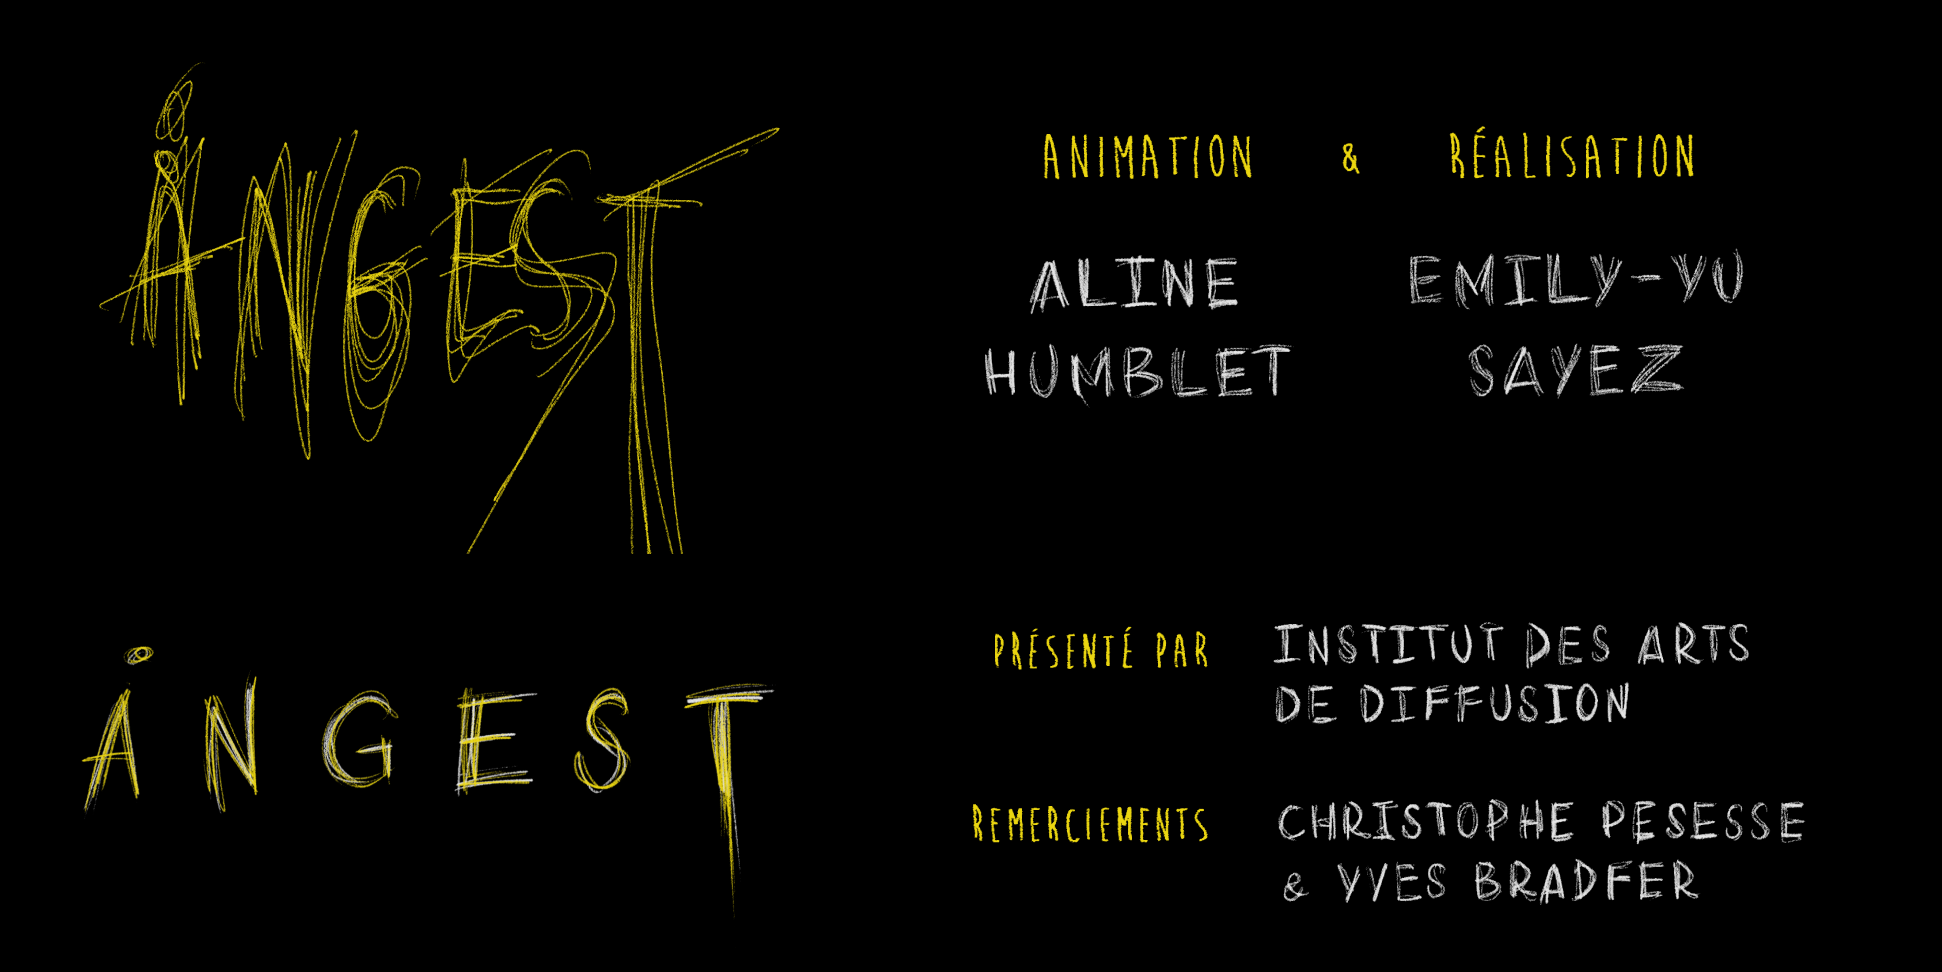 ÅNGEST
ANIMATION & RÉALISATION
ALINE EMILY-YU
HUMBLET SAYEZ
ÅNGEST
PRÉSENTÉ PAR INSTITUT DES ARTS
DE DIFFUSION
REMERCIEMENTS CHRISTOPHE PESESSE
& YVES BRADFER